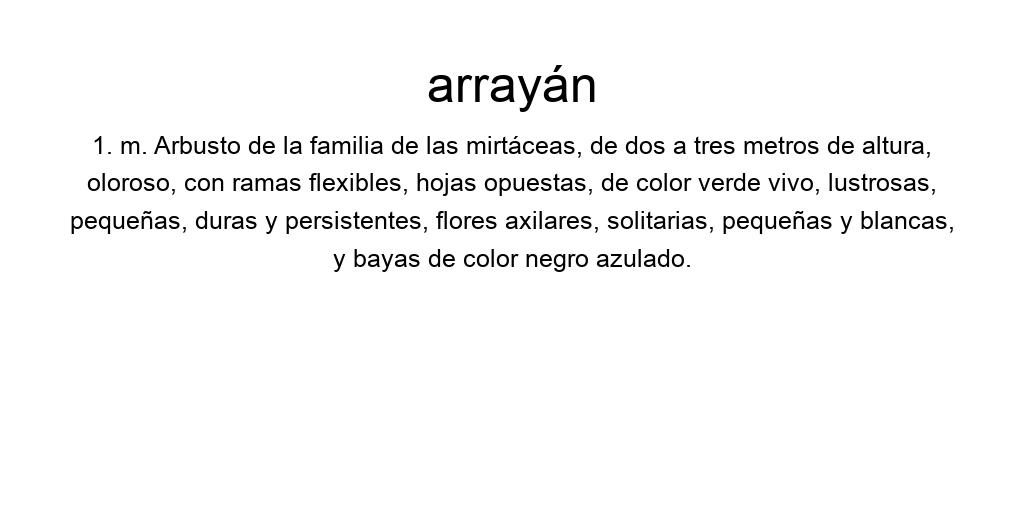 arrayán
1. m. Arbusto de la familia de las mirtáceas, de dos a tres metros de altura,
oloroso, con ramas flexibles, hojas opuestas, de color verde vivo, lustrosas,
pequeñas, duras y persistentes, flores axilares, solitarias, pequeñas y blancas,
y bayas de color negro azulado.